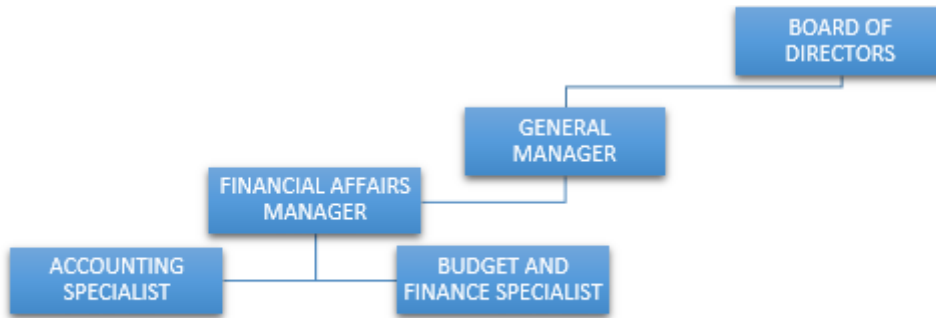 BOARD OF
DIRECTORS
GENERAL
MANAGER
FINANCIAL AFFAIRS
MANAGER
ACCOUNTING
SPECIALIST
BUDGET AND
FINANCE SPECIALIST